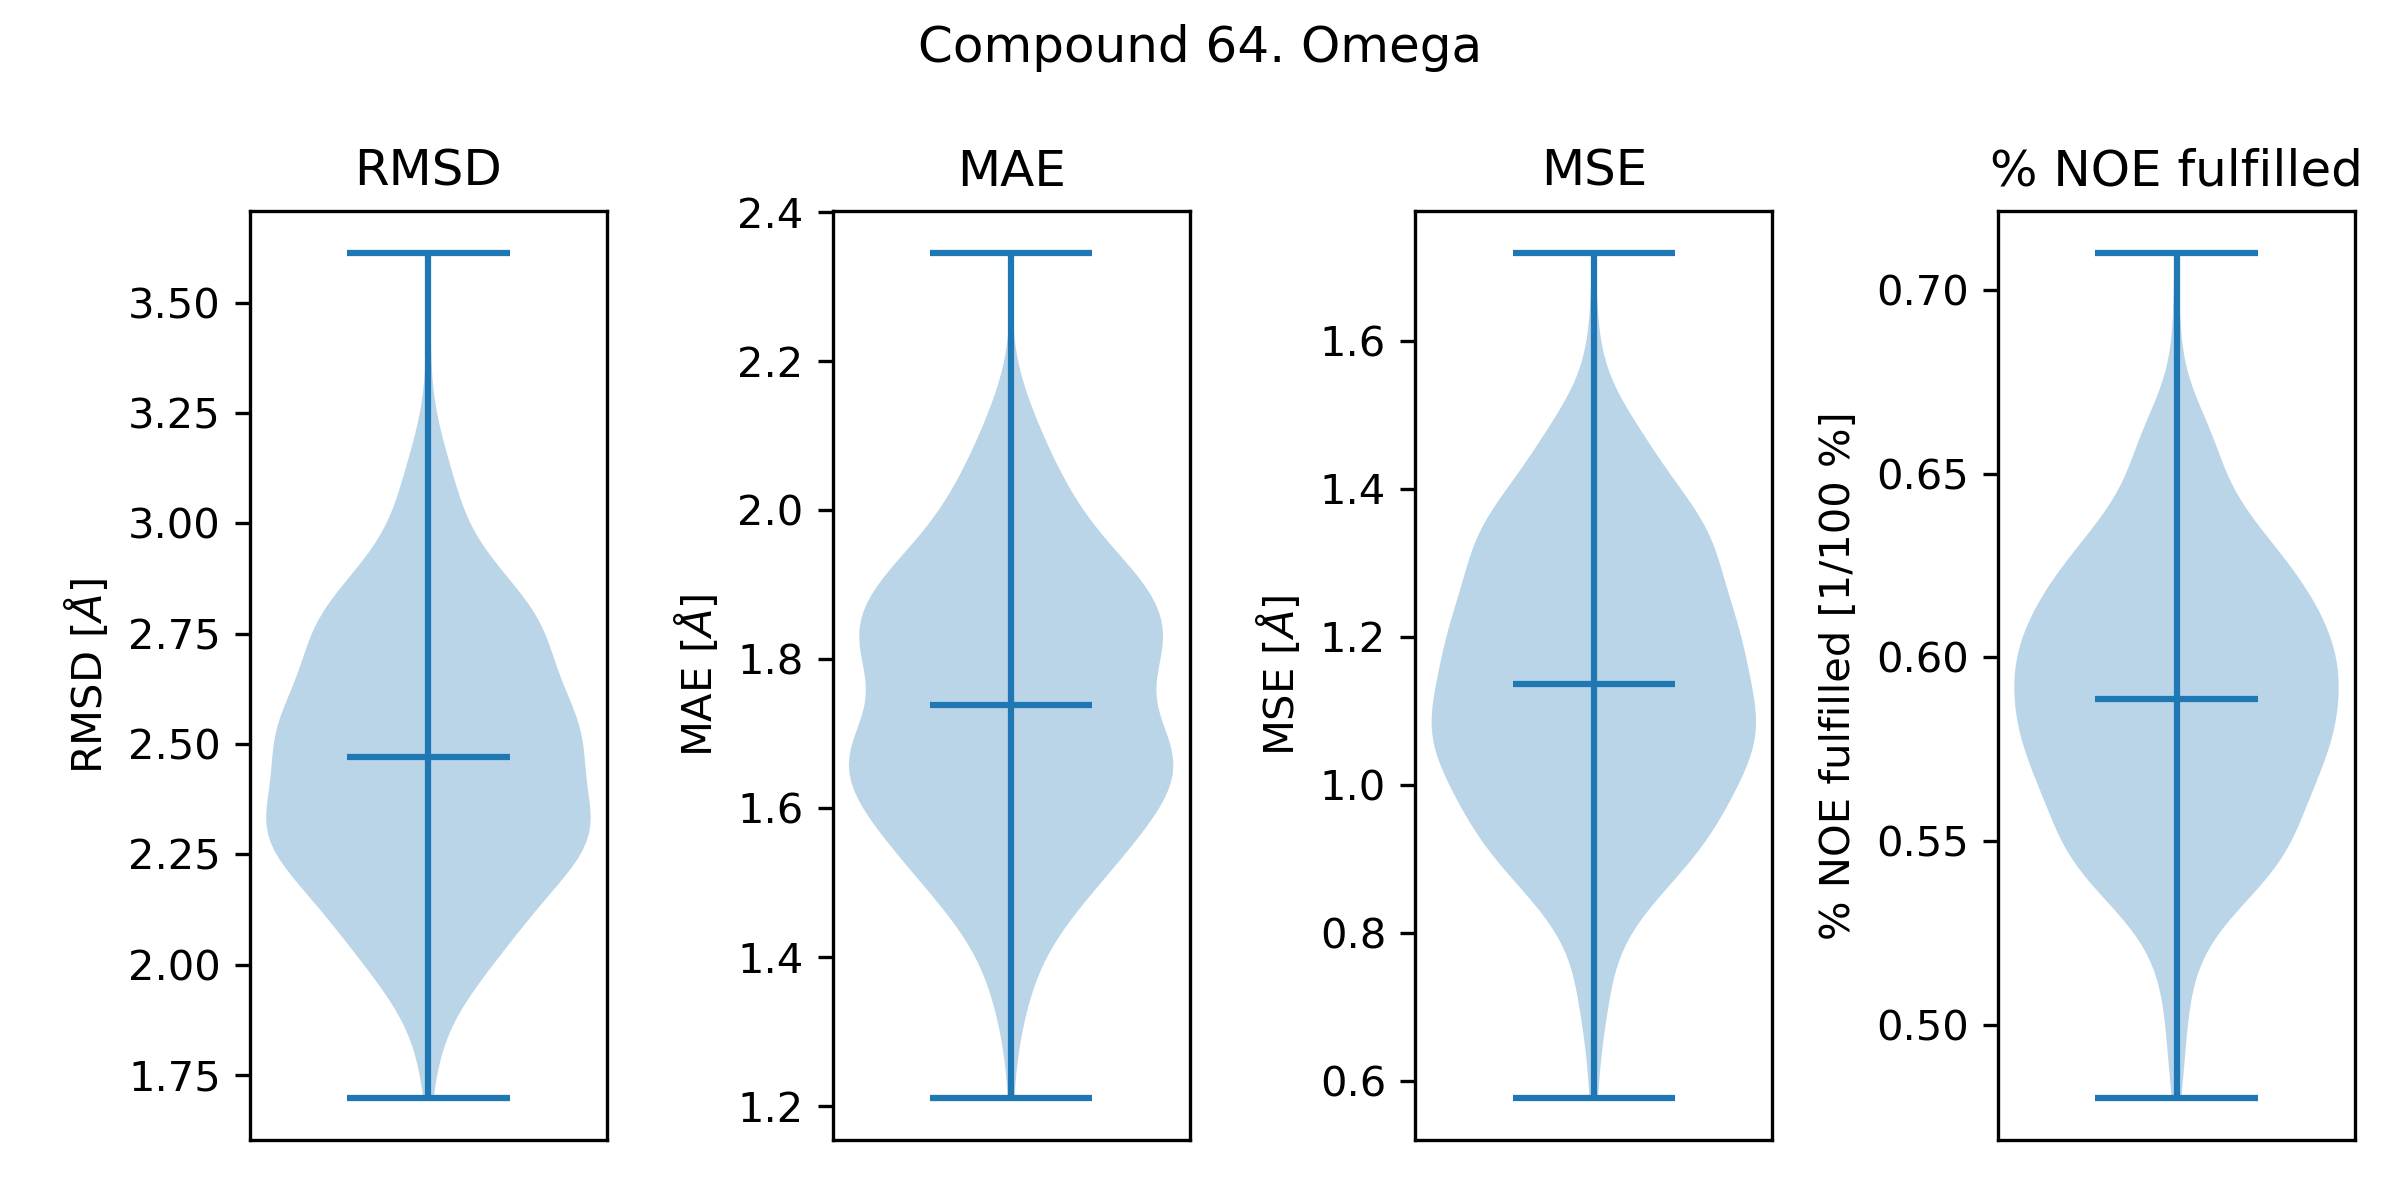 Compound 64. Omega
RMSD
RMSD [Å]
3.50
3.25
3.00
2.75
2.50
2.25
2.00
1.75
MAE
MAE [Å]
2.4
2.2
2.0
1.8
1.6
1.4
1.2
MSE
MSE [Å]
1.6
1.4
1.2
1.0
0.8
0.6
% NOE fulfilled
% NOE fulfilled [1/100 %]
0.70
0.65
0.60
0.55
0.50